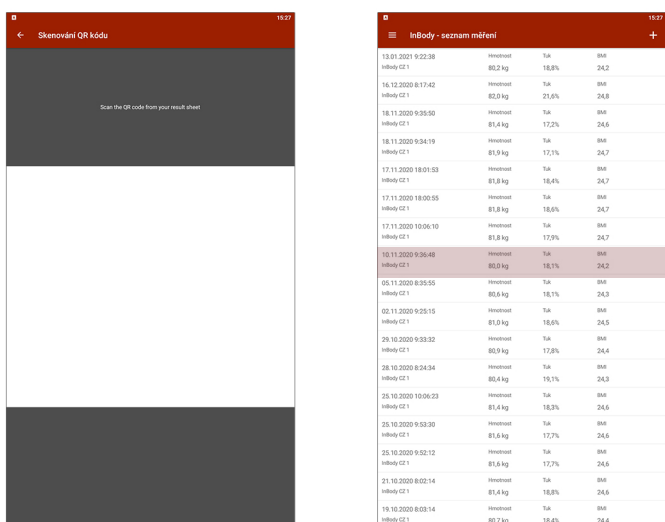 15:27
Skenování QR kódu
Scan the QR code from your result sheet
15:27
InBody - seznam měření
13.01.2021 9:22:38 Hmotnost Tuk BMI
InBody CZ 1 80,2 kg 18,8% 24,2
16.12.2020 8:17:42 Hmotnost Tuk BMI
InBody CZ 1 82,0 kg 21,6% 24,8
18.11.2020 9:35:50 Hmotnost Tuk BMI
InBody CZ 1 81,4 kg 17,2% 24,6
18.11.2020 9:34:19 Hmotnost Tuk BMI
InBody CZ 1 81,9 kg 17,1% 24,7
17.11.2020 18:01:53 Hmotnost Tuk BMI
InBody CZ 1 81,8 kg 18,4% 24,7
17.11.2020 18:00:55 Hmotnost Tuk BMI
InBody CZ 1 81,8 kg 18,6% 24,7
17.11.2020 10:06:10 Hmotnost Tuk BMI
InBody CZ 1 81,8 kg 17,9% 24,7
10.11.2020 9:36:48 Hmotnost Tuk BMI
InBody CZ 1 80,0 kg 18,1% 24,2
05.11.2020 8:35:55 Hmotnost Tuk BMI
InBody CZ 1 80,6 kg 18,1% 24,3
02.11.2020 9:25:15 Hmotnost Tuk BMI
InBody CZ 1 81,0 kg 18,6% 24,5
29.10.2020 9:33:32 Hmotnost Tuk BMI
InBody CZ 1 80,9 kg 17,8% 24,4
28.10.2020 8:24:34 Hmotnost Tuk BMI
InBody CZ 1 80,4 kg 19,1% 24,3
25.10.2020 10:06:23 Hmotnost Tuk BMI
InBody CZ 1 81,4 kg 18,3% 24,6
25.10.2020 9:53:30 Hmotnost Tuk BMI
InBody CZ 1 81,6 kg 17,7% 24,6
25.10.2020 9:52:12 Hmotnost Tuk BMI
InBody CZ 1 81,6 kg 17,7% 24,6
21.10.2020 8:02:14 Hmotnost Tuk BMI
InBody CZ 1 81,4 kg 18,8% 24,6
19.10.2020 8:03:14 Hmotnost Tuk BMI
InBody CZ 1 80,7 kg 18,4% 24,4